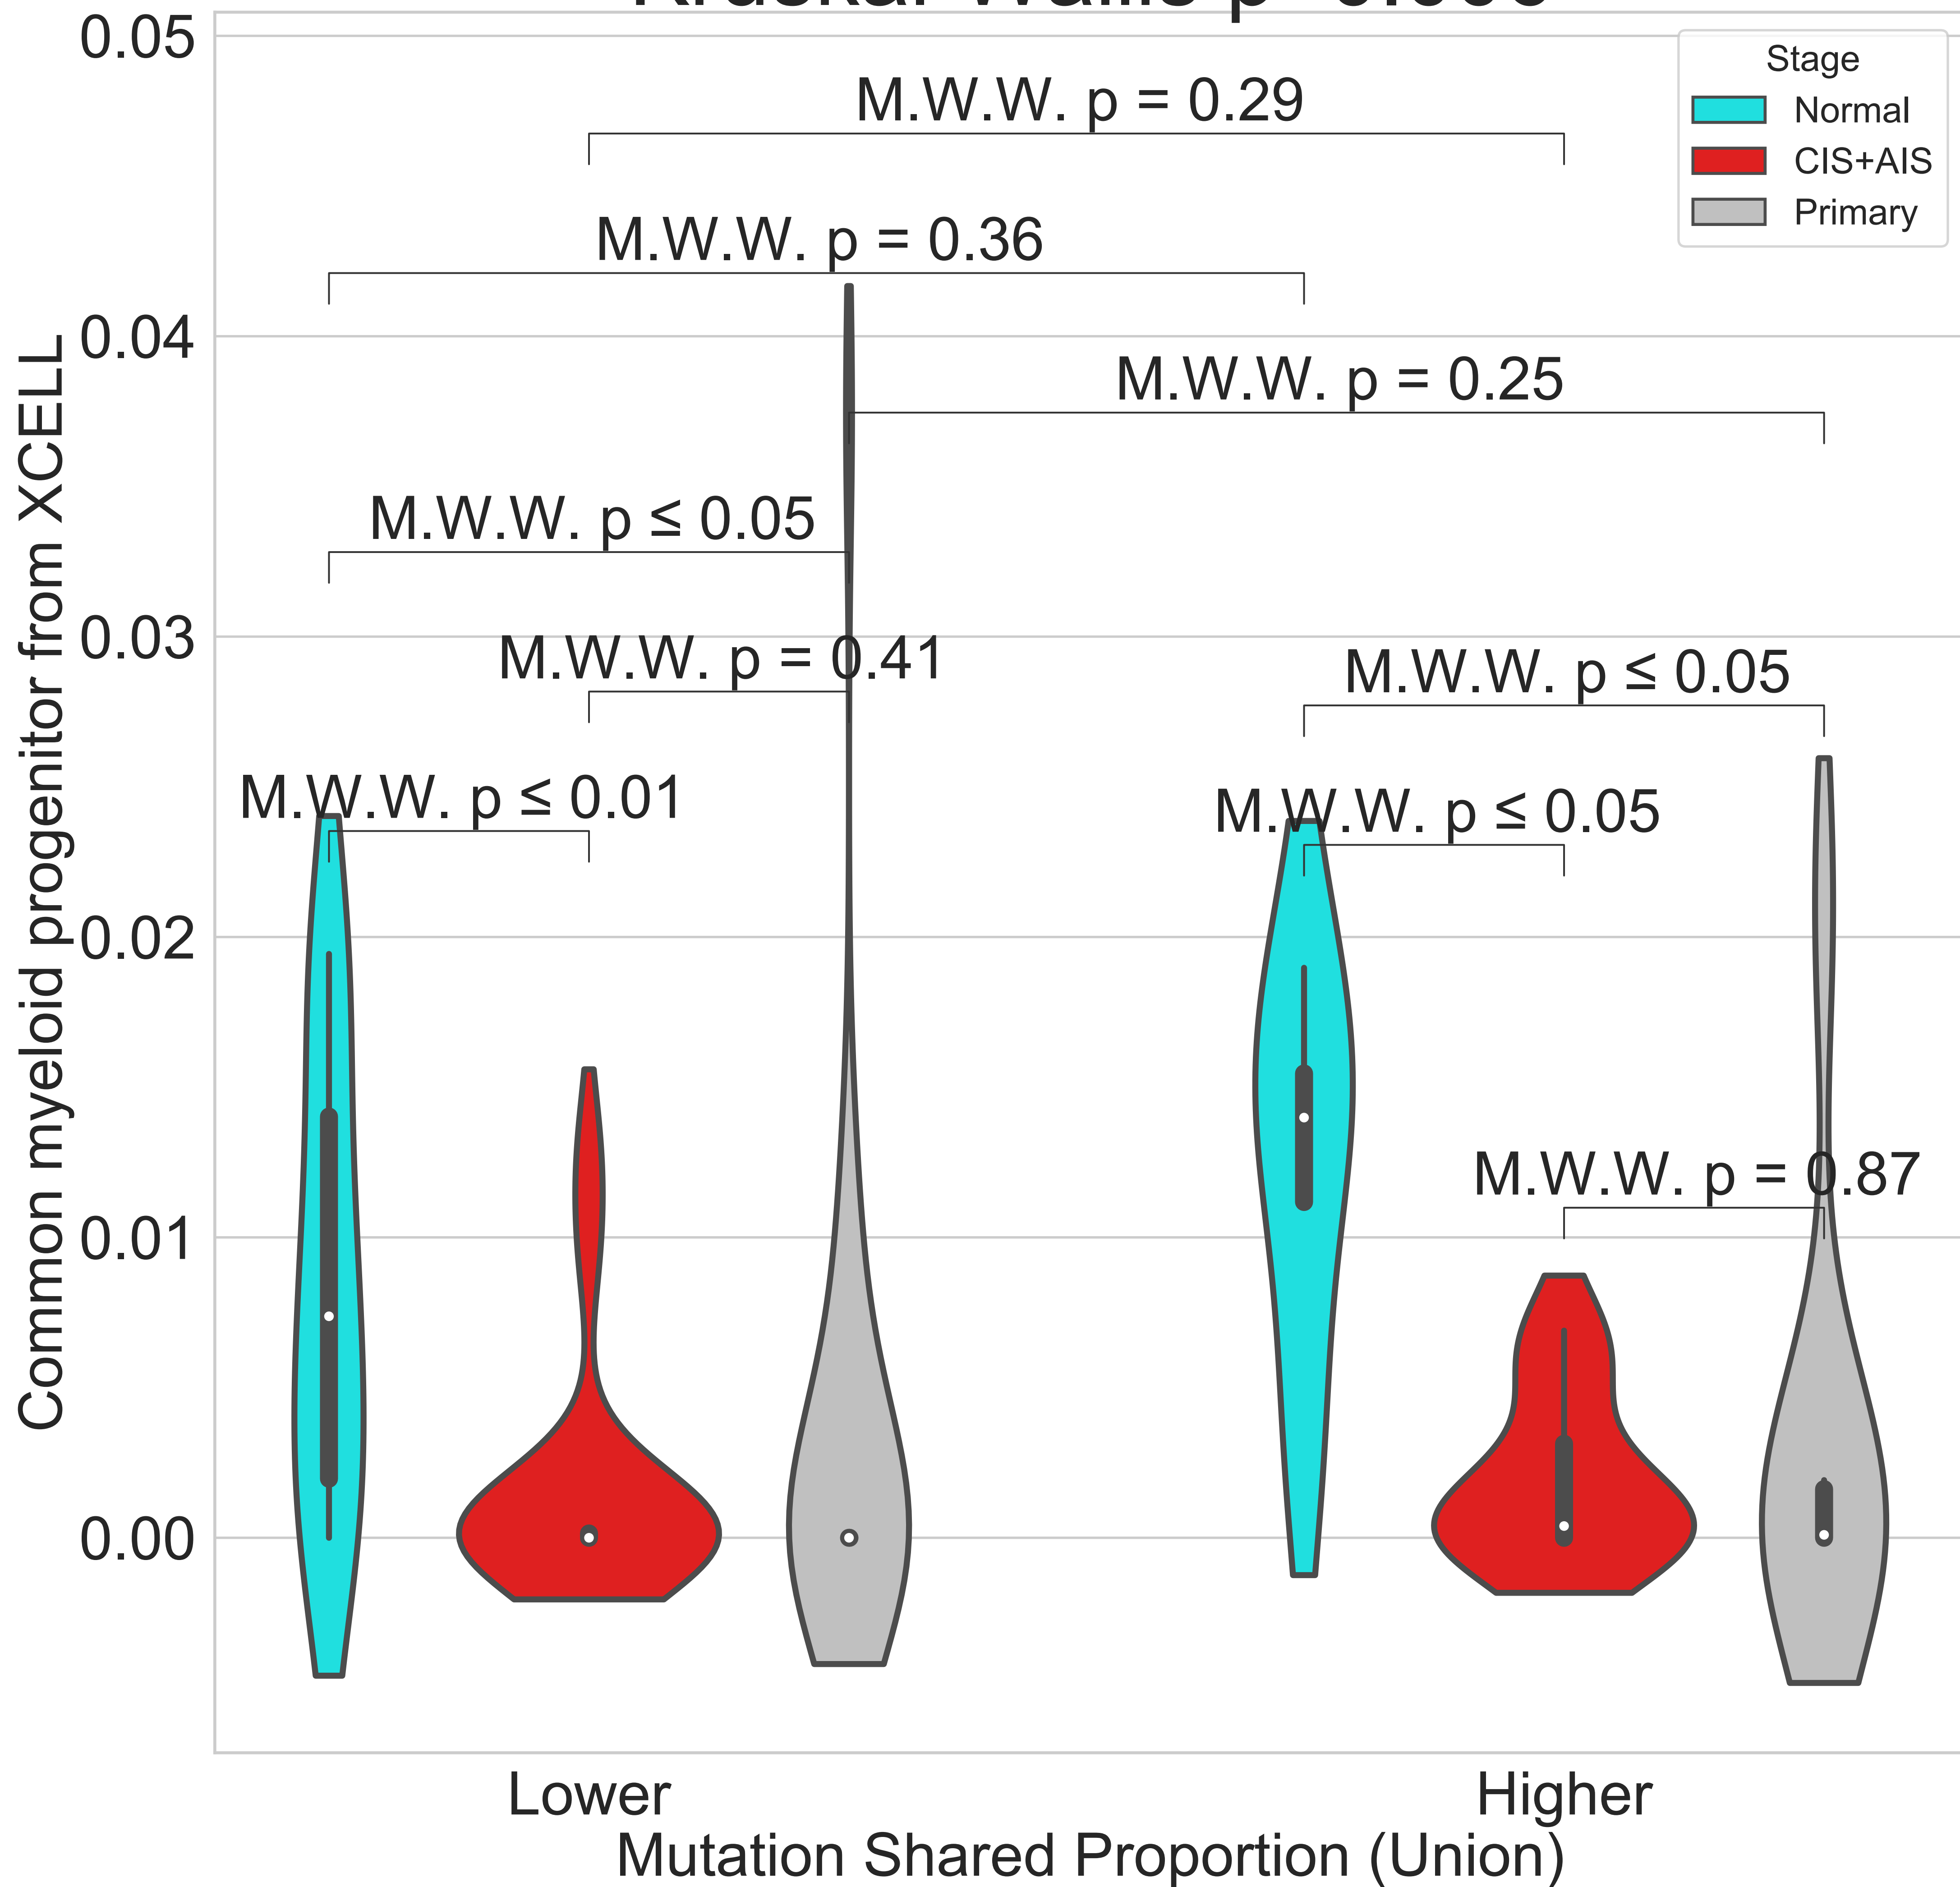 0.05
0.04
0.03
0.02
0.01
0.00
Common myeloid progenitor from XCELL
M.W.W. p = 0.29
M.W.W. p = 0.36
M.W.W. p = 0.25
M.W.W. p ≤ 0.05
M.W.W. p = 0.41
M.W.W. p ≤ 0.05
M.W.W. p ≤ 0.01
M.W.W. p ≤ 0.05
M.W.W. p = 0.87
Stage
Normal
CIS+AIS
Primary
Lower
Higher
Mutation Shared Proportion (Union)